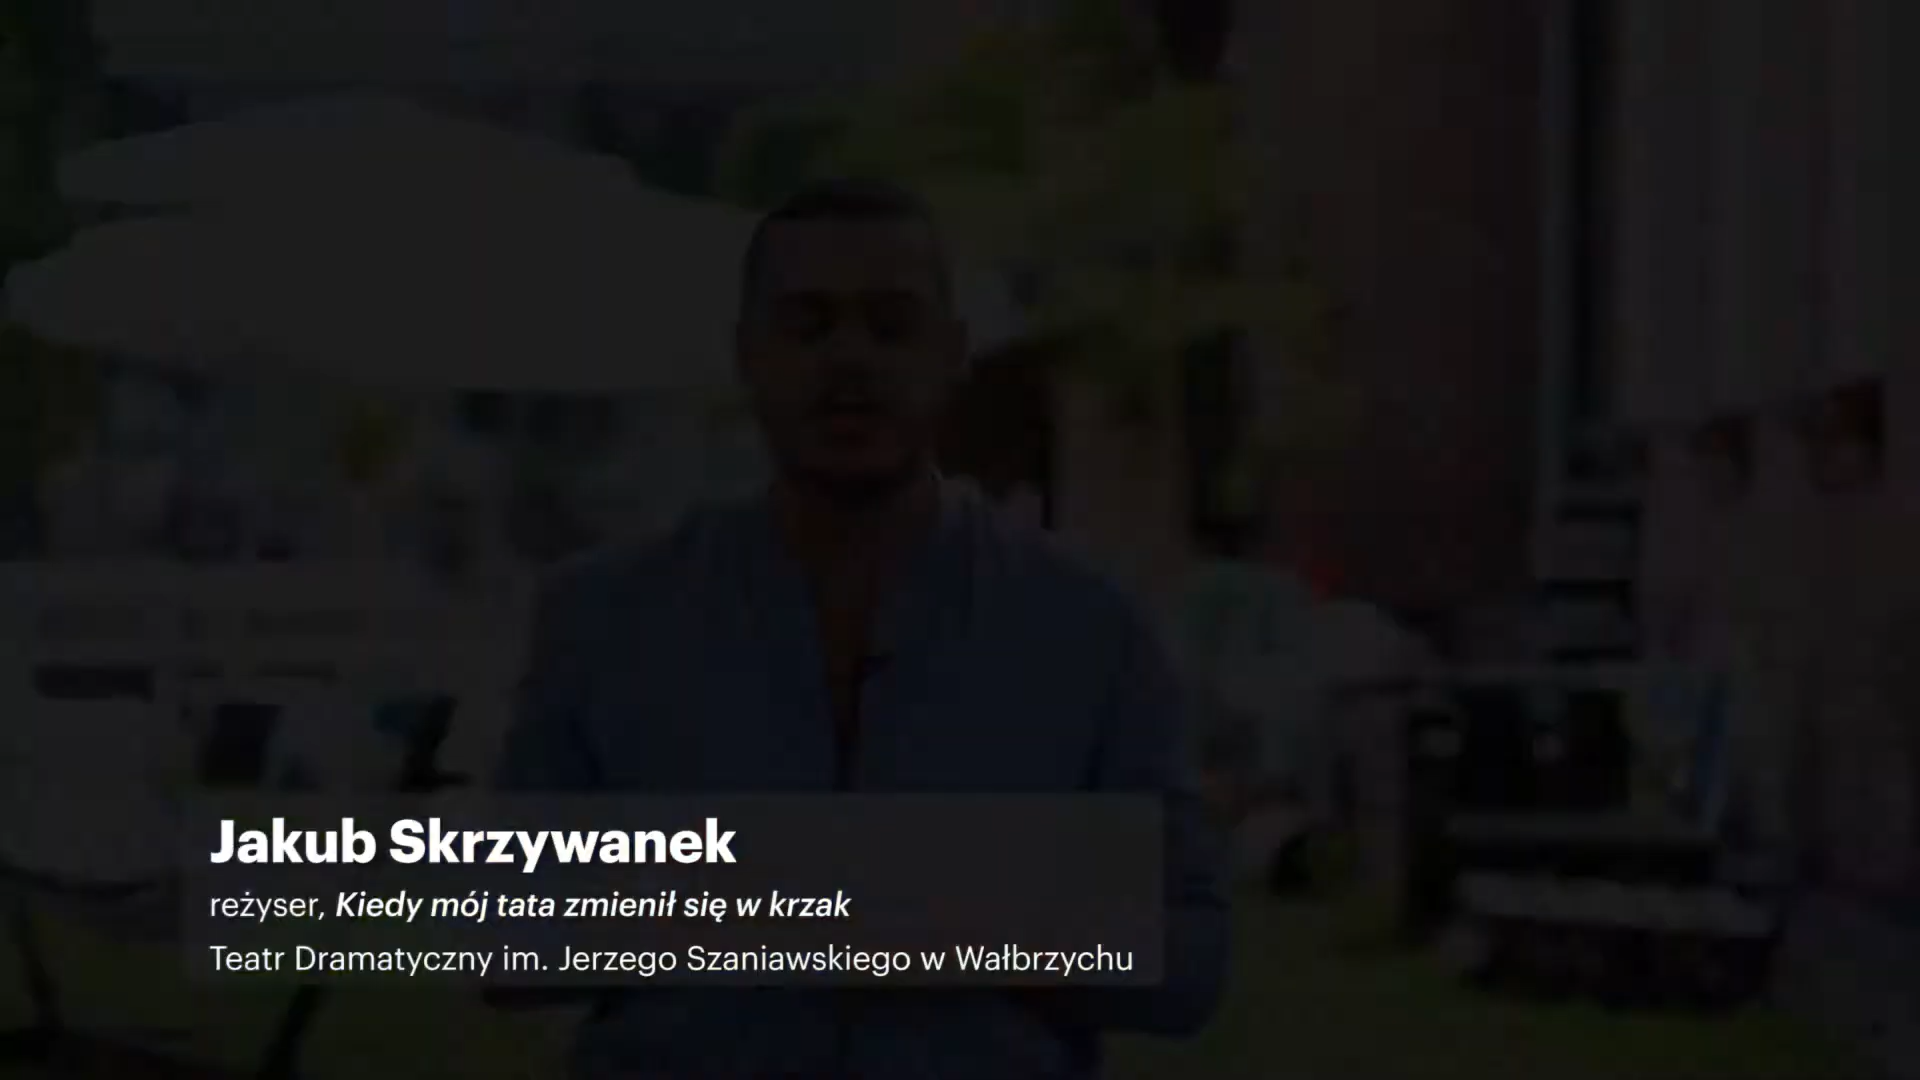 Jakub Skrzywanek
reżyser, Kiedy mój tata zmienił się w krzak
Teatr Dramatyczny im. Jerzego Szaniawskiego w Wałbrzychu